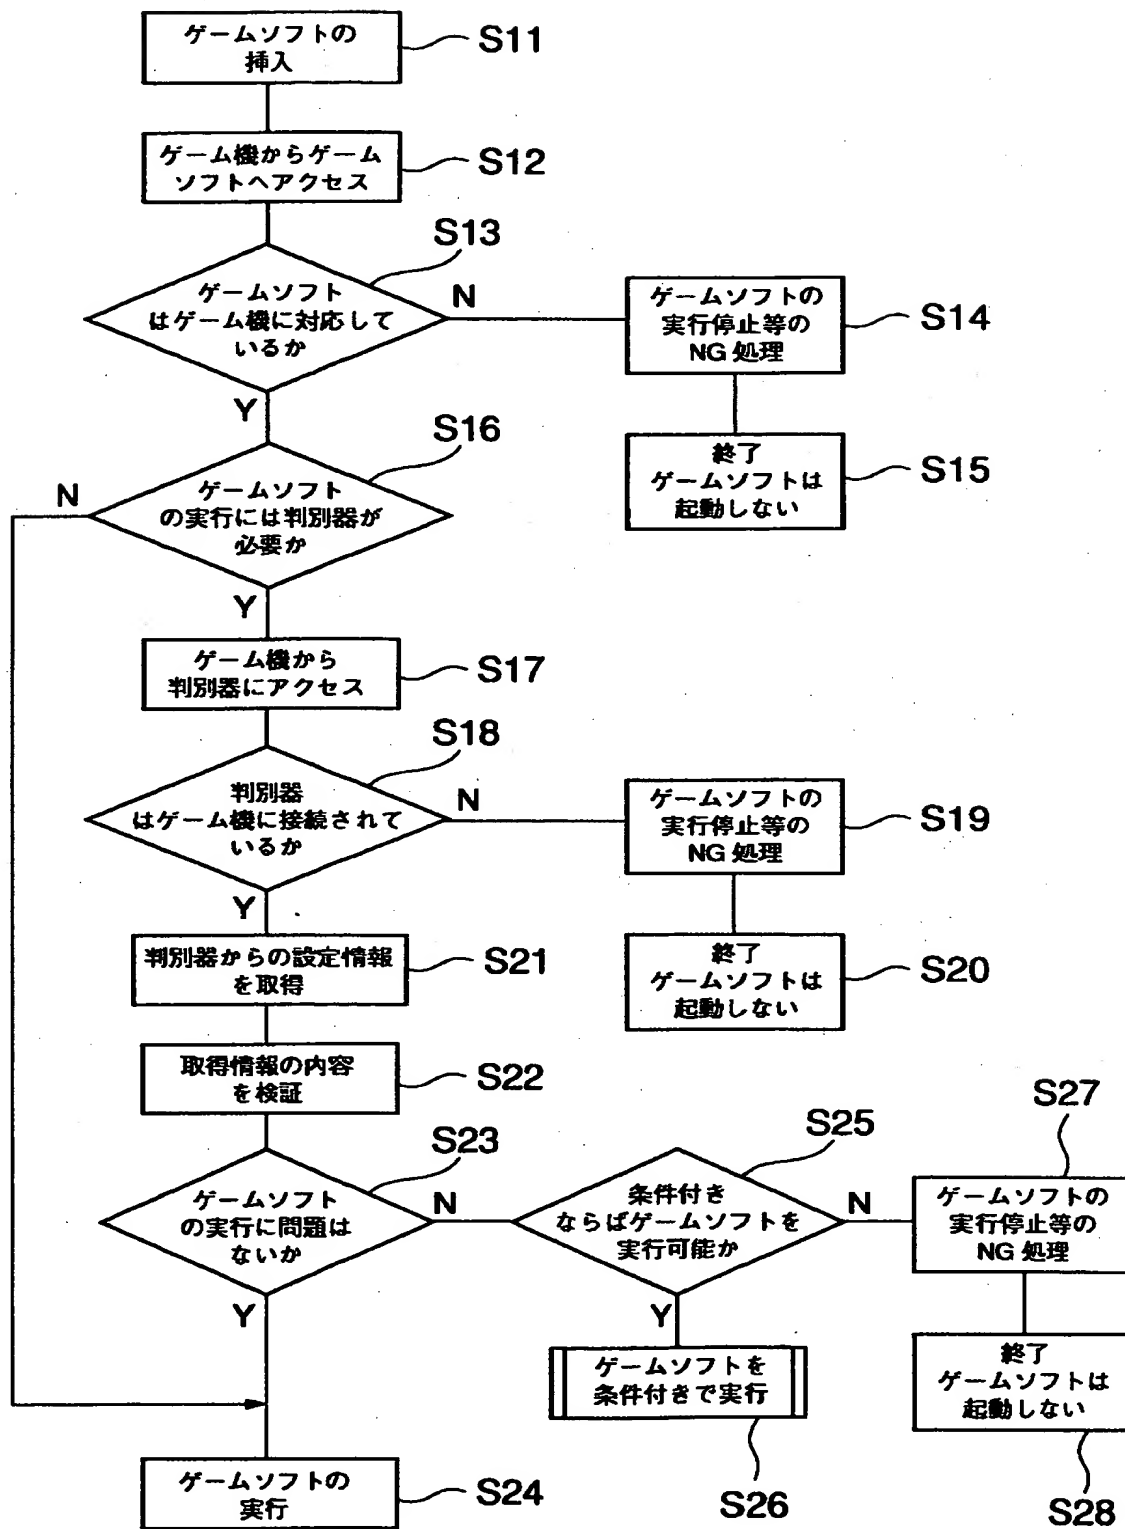 ゲームソフトの
挿入
S11
ゲーム機からゲーム
ソフトへアクセス
S12
S13
ゲームソフト
はゲーム機に対応して
いるか
N
Y
ゲームソフトの
実行停止等の
NG 処理
S14
終了
ゲームソフトは
起動しない
S15
S16
ゲームソフト
の実行には判別器が
必要か
N
Y
ゲーム機から
判別器にアクセス
S17
S18
判別器
はゲーム機に接続されて
いるか
N
Y
ゲームソフトの
実行停止等の
NG 処理
S19
終了
ゲームソフトは
起動しない
S20
判別器からの設定情報
を取得
S21
取得情報の内容
を検証
S22
S23
ゲームソフト
の実行に問題は
ないか
N
Y
S25
条件付き
ならばゲームソフトを
実行可能か
N
Y
S27
ゲームソフトの
実行停止等の
NG 処理
ゲームソフトを
条件付きで実行
S26
終了
ゲームソフトは
起動しない
S28
ゲームソフトの
実行
S24